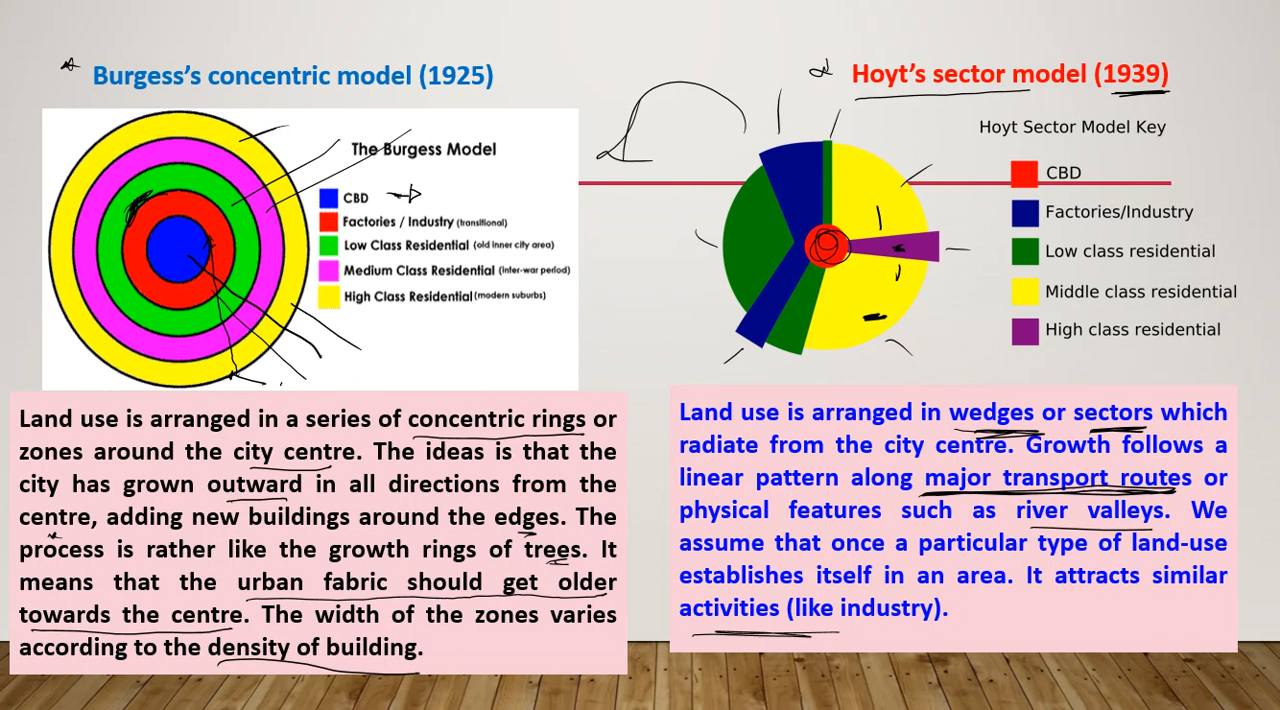 Burgess's concentric model (1925)
The Burgess Model
CBD
Factories / Industry (transitional)
Low Class Residential (old inner city area)
Medium Class Residential (inter-war period)
High Class Residential (modern suburbs)
Land use is arranged in a series of concentric rings or
zones around the city centre. The ideas is that the
city has grown outward in all directions from the
centre, adding new buildings around the edges. The
process is rather like the growth rings of trees. It
means that the urban fabric should get older
towards the centre. The width of the zones varies
according to the density of building.
Hoyt's sector model (1939)
Hoyt Sector Model Key
CBD
Factories/Industry
Low class residential
Middle class residential
High class residential
Land use is arranged in wedges or sectors which
radiate from the city centre. Growth follows a
linear pattern along major transport routes or
physical features such as river valleys. We
assume that once a particular type of land-use
establishes itself in an area. It attracts similar
activities (like industry).